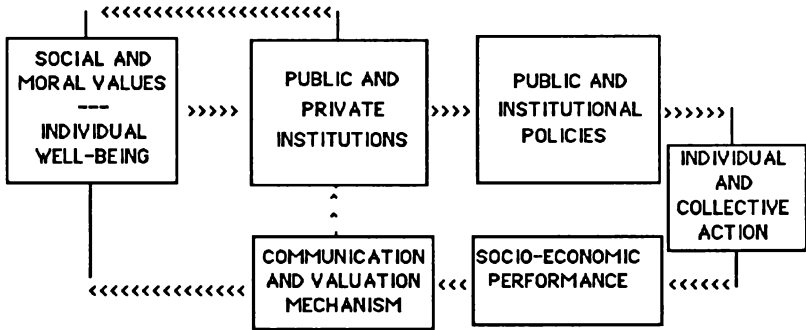 SOCIAL AND
MORAL VALUES
---
INDIVIDUAL
WELL-BEING
PUBLIC AND
PRIVATE
INSTITUTIONS
PUBLIC AND
INSTITUTIONAL
POLICIES
INDIVIDUAL
AND
COLLECTIVE
ACTION
SOCIO-ECONOMIC
PERFORMANCE
COMMUNICATION
AND VALUATION
MECHANISM